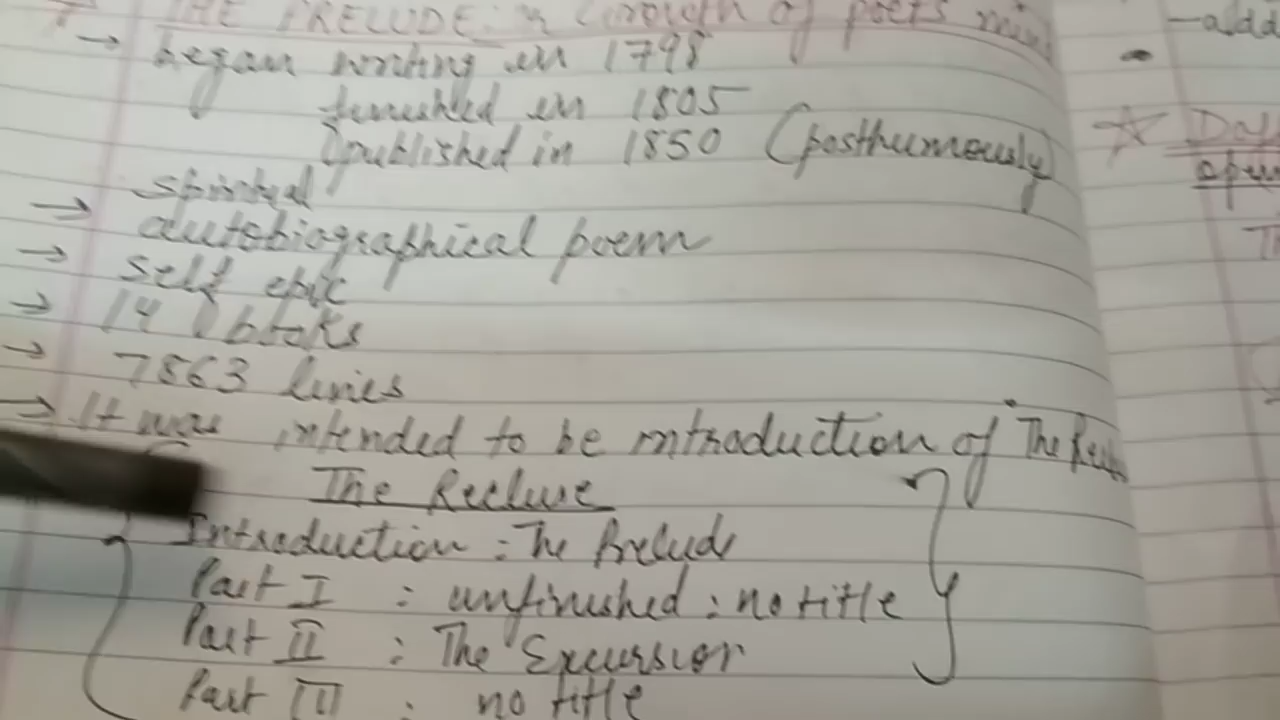 THE PRELUDE: or Growth of poet's mind
→ began writing in 1798
finished in 1805
published in 1850 (posthumously)
→ spiritual autobiographical poem
→ self epic
→ 14 books
→ 7863 lines
→ It was intended to be introduction of "The Recluse
The Recluse
Introduction : The Prelude
Part I : unfinished : no title
Part II : The Excursion
Part III : no title